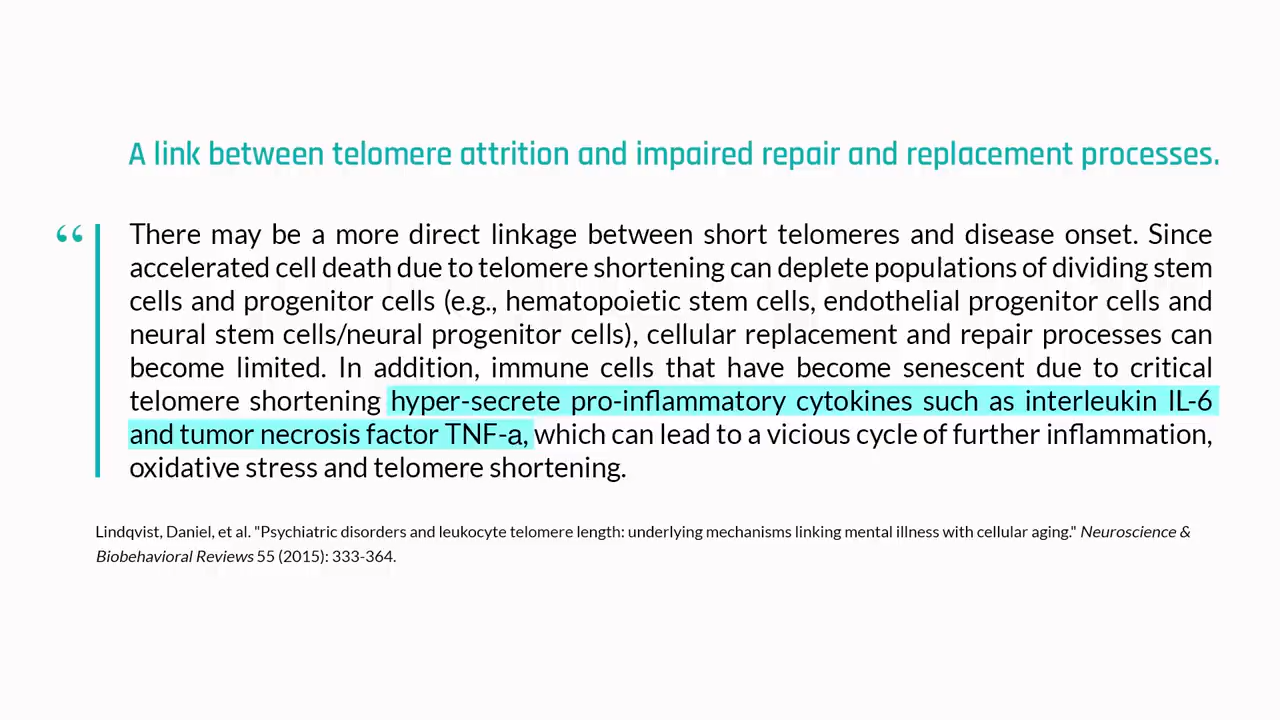 A link between telomere attrition and impaired repair and replacement processes.
“
There may be a more direct linkage between short telomeres and disease onset. Since
accelerated cell death due to telomere shortening can deplete populations of dividing stem
cells and progenitor cells (e.g., hematopoietic stem cells, endothelial progenitor cells and
neural stem cells/neural progenitor cells), cellular replacement and repair processes can
become limited. In addition, immune cells that have become senescent due to critical
telomere shortening hyper-secrete pro-inflammatory cytokines such as interleukin IL-6
and tumor necrosis factor TNF-a, which can lead to a vicious cycle of further inflammation,
oxidative stress and telomere shortening.
Lindqvist, Daniel, et al. "Psychiatric disorders and leukocyte telomere length: underlying mechanisms linking mental illness with cellular aging." Neuroscience &
Biobehavioral Reviews 55 (2015): 333-364.